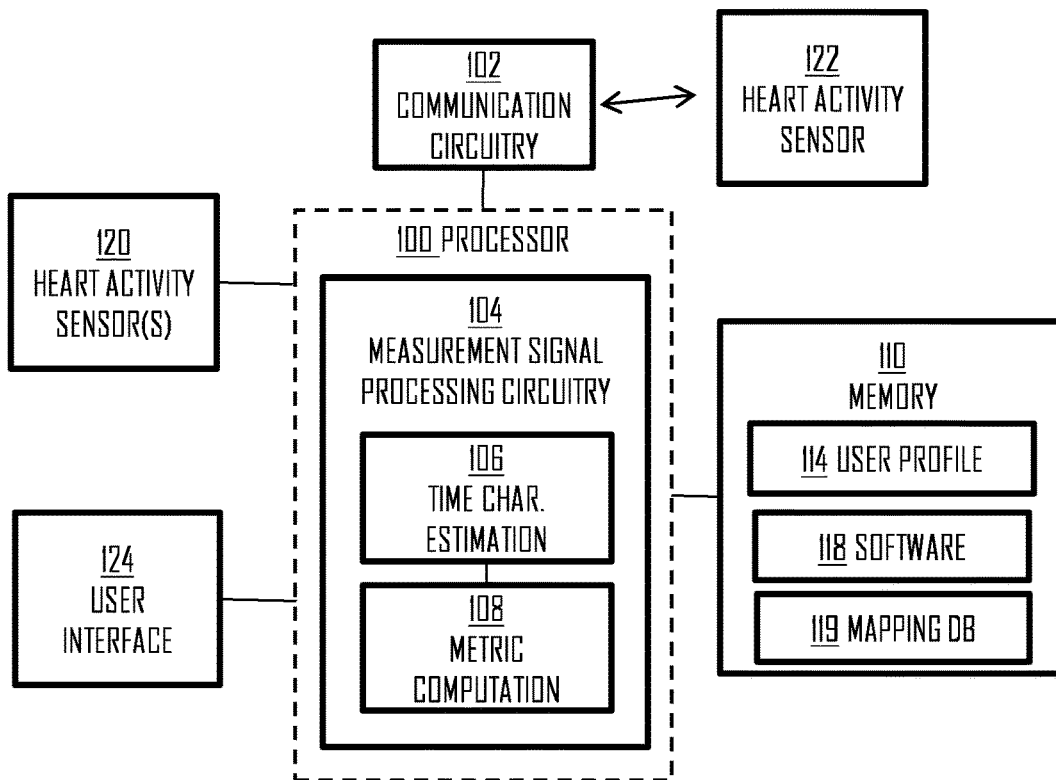 102
COMMUNICATION
CIRCUITRY
122
HEART ACTIVITY
SENSOR
120
HEART ACTIVITY
SENSOR(S)
100 PROCESSOR
104
MEASUREMENT SIGNAL
PROCESSING CIRCUITRY
106
TIME CHAR.
ESTIMATION
108
METRIC
COMPUTATION
110
MEMORY
114 USER PROFILE
118 SOFTWARE
119 MAPPING DB
124
USER
INTERFACE